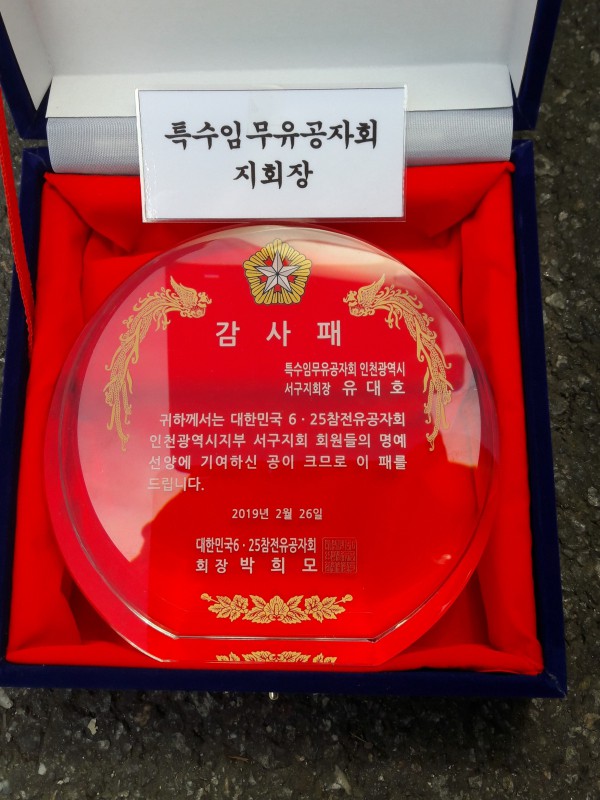 특수임무유공자회
지회장
감 사 패
특수임무유공자회 인천광역시
서구지회장 유 대 호
귀하께서는 대한민국 6·25참전유공자회
인천광역시지부 서구지회 회원들의 명예
선양에 기여하신 공이 크므로 이 패를
드립니다.
2019년 2월 26일
대한민국6·25참전유공자회
회장 박 희 모